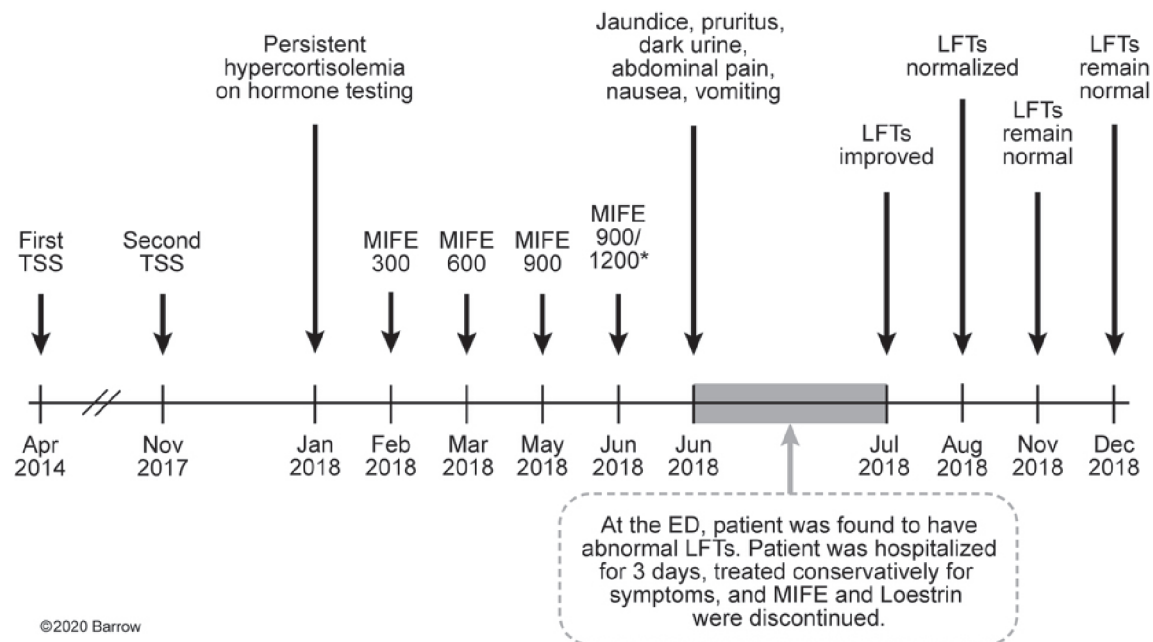 Persistent
hypercortisolemia
on hormone testing
Jaundice, pruritus,
dark urine,
abdominal pain,
nausea, vomiting
LFTs
normalized
LFTs
remain
normal
LFTs
improved
LFTs
remain
normal
First
TSS
Second
TSS
MIFE
300
MIFE
600
MIFE
900
MIFE
900/
1200*
Apr
2014
Nov
2017
Jan
2018
Feb
2018
Mar
2018
May
2018
Jun
2018
Jun
2018
Jul
2018
Aug
2018
Nov
2018
Dec
2018
At the ED, patient was found to have
abnormal LFTs. Patient was hospitalized
for 3 days, treated conservatively for
symptoms, and MIFE and Loestrin
were discontinued.
©2020 Barrow